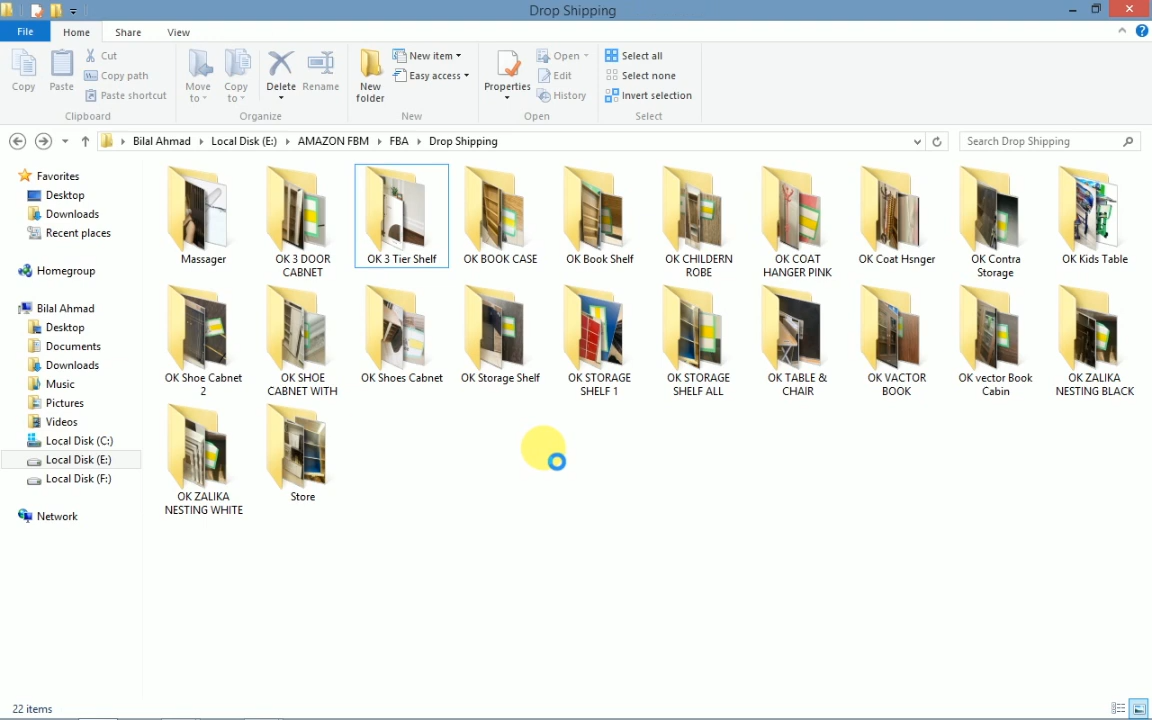 Drop Shipping
File Home Share View
Copy
Paste
Cut
Copy path
Paste shortcut
Clipboard
Move
to
Copy
to
Delete
Rename
Organize
New
folder
New item
Easy access
New
Properties
Open
Edit
History
Open
Select all
Select none
Invert selection
Select
Bilal Ahmad Local Disk (E:) AMAZON FBM FBA Drop Shipping
Search Drop Shipping
Favorites
Desktop
Downloads
Recent places
Homegroup
Bilal Ahmad
Desktop
Documents
Downloads
Music
Pictures
Videos
Local Disk (C:)
Local Disk (E:)
Local Disk (F:)
Network
Massager
OK 3 DOOR
CABNET
OK 3 Tier Shelf
OK BOOK CASE
OK Book Shelf
OK CHILDERN
ROBE
OK COAT
HANGER PINK
OK Coat Hsnger
OK Contra
Storage
OK Kids Table
OK Shoe Cabnet
2
OK SHOE
CABNET WITH
OK Shoes Cabnet
OK Storage Shelf
OK STORAGE
SHELF 1
OK STORAGE
SHELF ALL
OK TABLE &
CHAIR
OK VACTOR
BOOK
OK vector Book
Cabin
OK ZALIKA
NESTING BLACK
OK ZALIKA
NESTING WHITE
Store
22 items